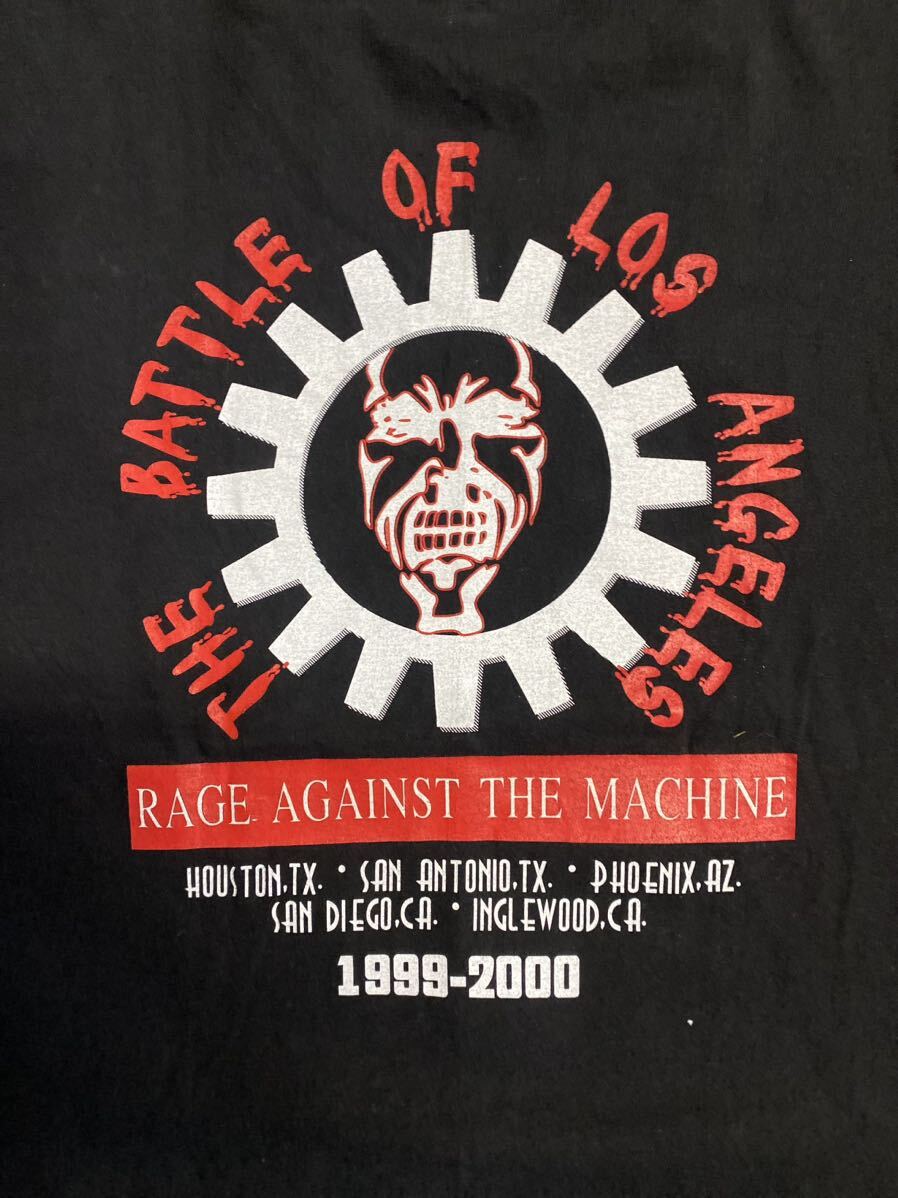 THE BATTLE OF LOS ANGELES
RAGE AGAINST THE MACHINE
HOUSTON,TX. • SAN ANTONIO,TX. • PHOENIX,AZ.
SAN DIEGO,CA. • INGLEWOOD,CA.
1999-2000